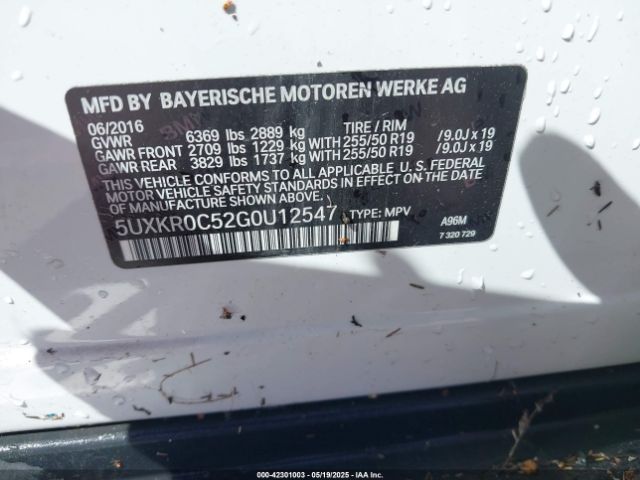 MFD BY BAYERISCHE MOTOREN WERKE AG
06/2016
GVWR 6369 lbs 2889 kg TIRE / RIM
GAWR FRONT 2709 lbs 1229 kg WITH 255/50 R19 /9.0J x 19
GAWR REAR 3829 lbs 1737 kg WITH 255/50 R19 /9.0J x 19
THIS VEHICLE CONFORMS TO ALL APPLICABLE U.S. FEDERAL
MOTOR VEHICLE SAFETY STANDARDS IN EFFECT ON THE
DATE OF MANUFACTURE SHOWN ABOVE.
5UXKR0C52G0U12547 TYPE: MPV A96M
7 320 729
000-42301003 — 05/19/2025 — IAA Inc.